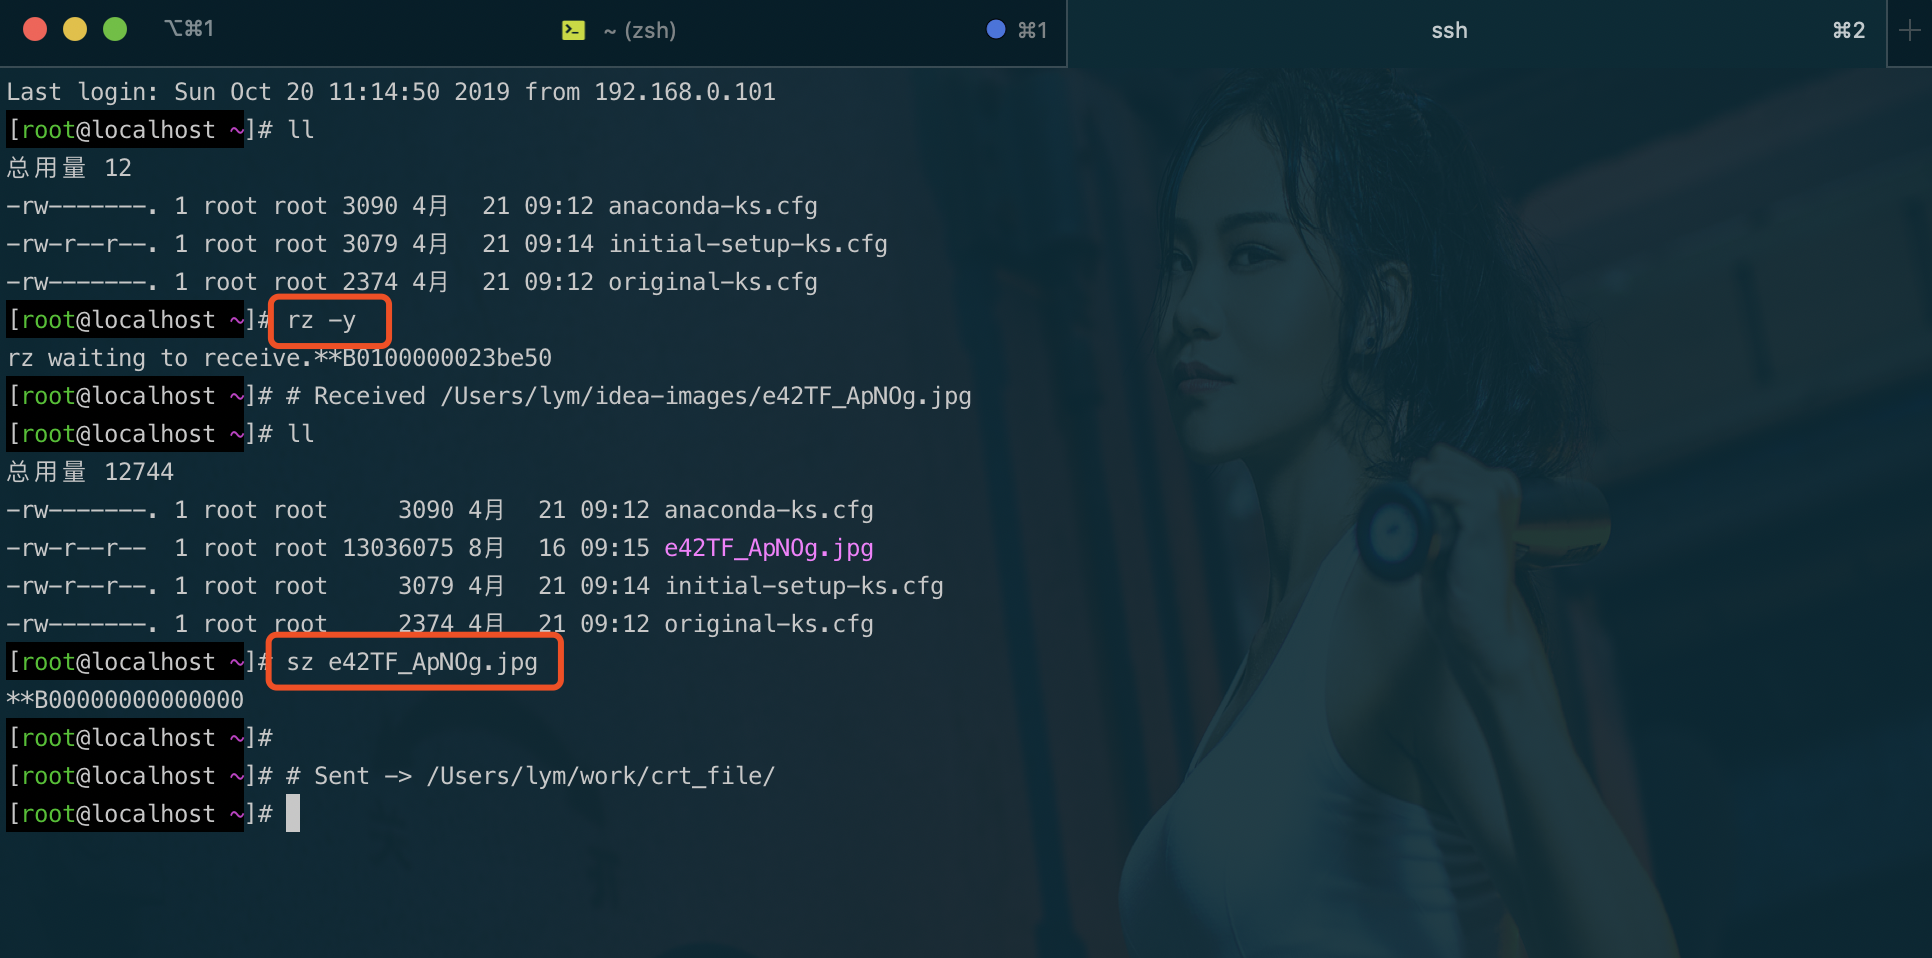 ⌥⌘1
~ (zsh)
⌘1
ssh
⌘2
Last login: Sun Oct 20 11:14:50 2019 from 192.168.0.101
[root@localhost ~]# ll
总用量 12
-rw-------. 1 root root 3090 4月  21 09:12 anaconda-ks.cfg
-rw-r--r--. 1 root root 3079 4月  21 09:14 initial-setup-ks.cfg
-rw-------. 1 root root 2374 4月  21 09:12 original-ks.cfg
[root@localhost ~]# rz -y
rz waiting to receive.**B0100000023be50
[root@localhost ~]# # Received /Users/lym/idea-images/e42TF_ApNOg.jpg
[root@localhost ~]# ll
总用量 12744
-rw-------. 1 root root     3090 4月  21 09:12 anaconda-ks.cfg
-rw-r--r--  1 root root 13036075 8月  16 09:15 e42TF_ApNOg.jpg
-rw-r--r--. 1 root root     3079 4月  21 09:14 initial-setup-ks.cfg
-rw-------. 1 root root     2374 4月  21 09:12 original-ks.cfg
[root@localhost ~]# sz e42TF_ApNOg.jpg
**B00000000000000
[root@localhost ~]#
[root@localhost ~]# # Sent -> /Users/lym/work/crt_file/
[root@localhost ~]#